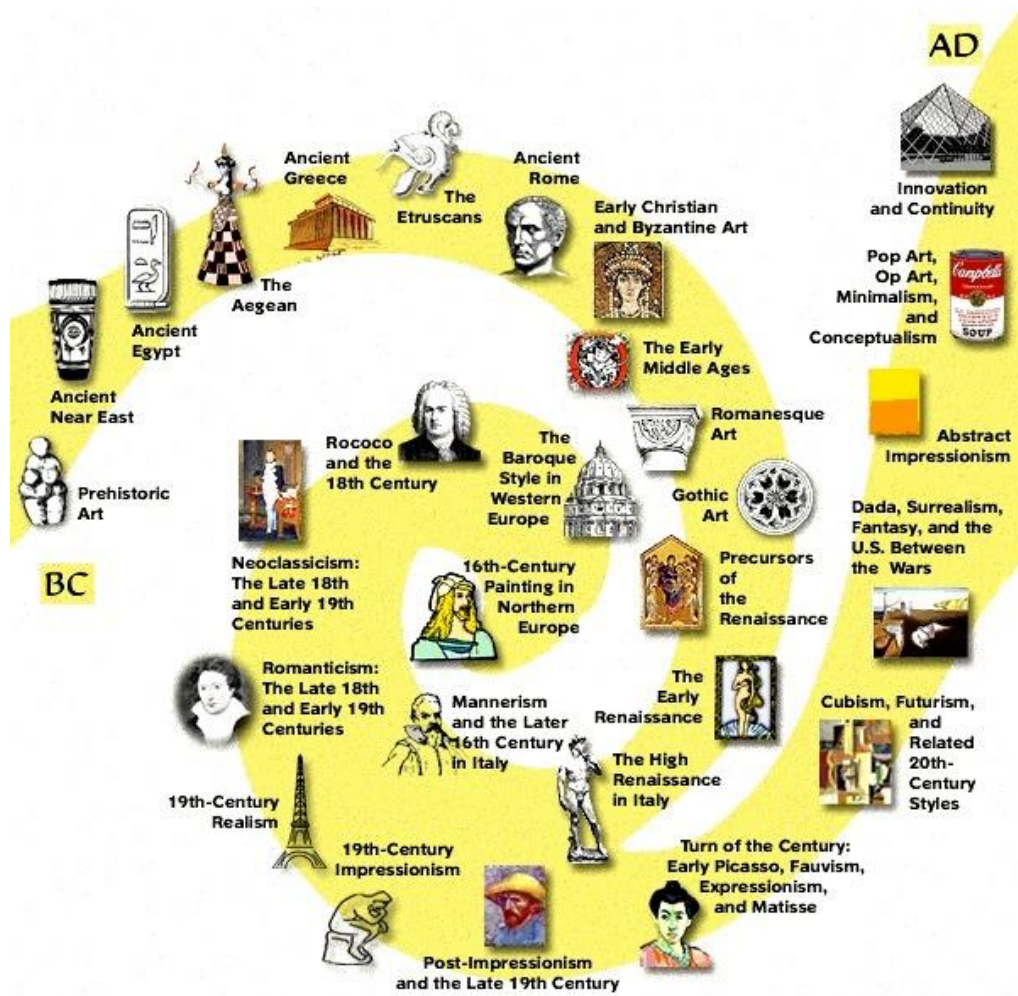 AD
BC
Prehistoric
Art
Ancient
Near East
Ancient
Egypt
The
Aegean
Ancient
Greece
The
Etruscans
Ancient
Rome
Early Christian
and Byzantine Art
The Early
Middle Ages
Romanesque
Art
Gothic
Art
Precursors
of
the
Renaissance
The
Early
Renaissance
The High
Renaissance
in Italy
Mannerism
and the Later
16th Century
in Italy
16th-Century
Painting in
Northern
Europe
The
Baroque
Style in
Western
Europe
Rococo
and the
18th Century
Neoclassicism:
The Late 18th
and Early 19th
Centuries
Romanticism:
The Late 18th
and Early 19th
Centuries
19th-Century
Realism
19th-Century
Impressionism
Post-Impressionism
and the Late 19th Century
Turn of the Century:
Early Picasso, Fauvism,
Expressionism,
and Matisse
Cubism, Futurism,
and
Related
20th-
Century
Styles
Dada, Surrealism,
Fantasy, and the
U.S. Between
the Wars
Abstract
Impressionism
Pop Art,
Op Art,
Minimalism,
and
Conceptualism
Campbell's
SOUP
Innovation
and Continuity